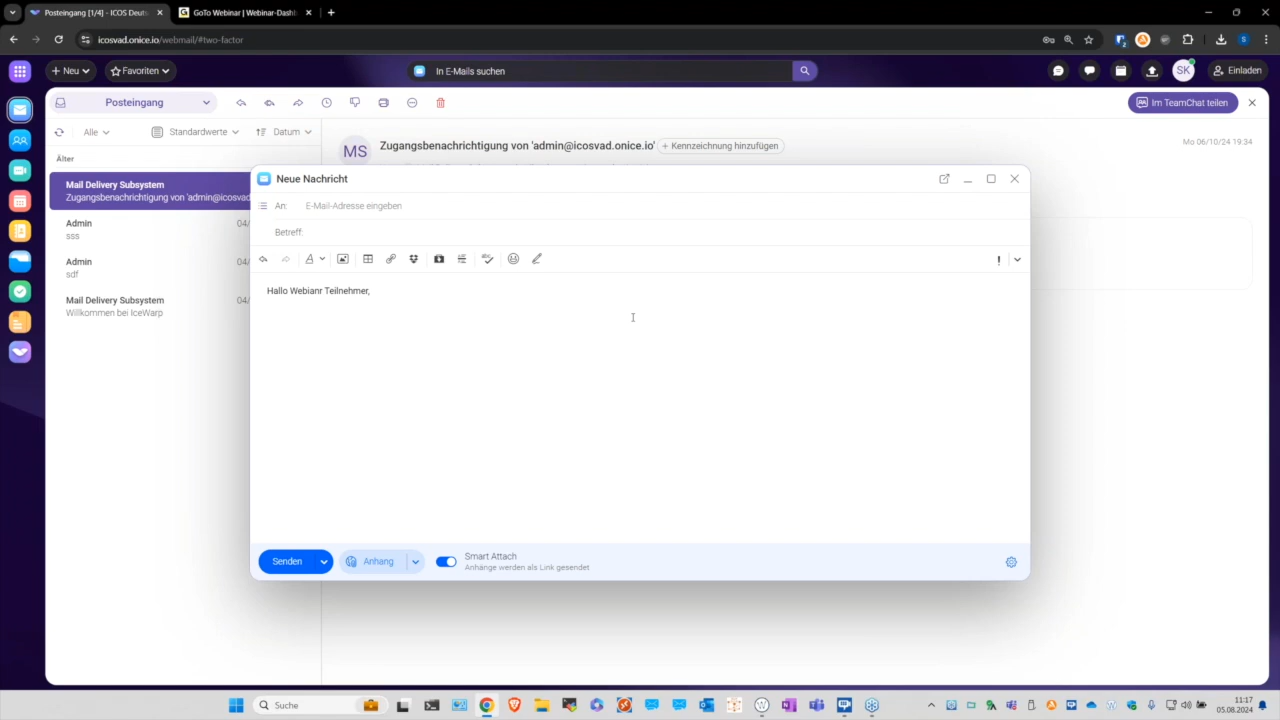 Posteingang [1/4] - ICOS Deuts
GoTo Webinar | Webinar-Dashb
icosvad.onice.io/webmail/#two-factor
+ Neu
Favoriten
In E-Mails suchen
SK
Einladen
Posteingang
Im TeamChat teilen
Alle
Standardwerte
Datum
MS
Zugangsbenachrichtigung von 'admin@icosvad.onice.io'
+ Kennzeichnung hinzufügen
Mo 06/10/24 19:34
Älter
Mail Delivery Subsystem
Zugangsbenachrichtigung von 'admin@icosvad
Admin 04/
sss
Admin 04/
sdf
Mail Delivery Subsystem 04/
Willkommen bei IceWarp
Neue Nachricht
An: E-Mail-Adresse eingeben
Betreff:
Hallo Webianr Teilnehmer,
Senden
Anhang
Smart Attach
Anhänge werden als Link gesendet
Suche
11:17
05.08.2024